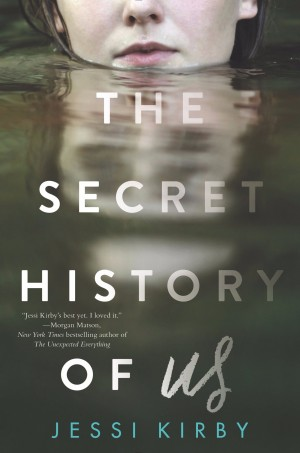 THE
SECRET
HISTORY
"Jessi Kirby's best yet. I loved it."
—Morgan Matson,
New York Times bestselling author of
The Unexpected Everything
OF us
JESSI KIRBY